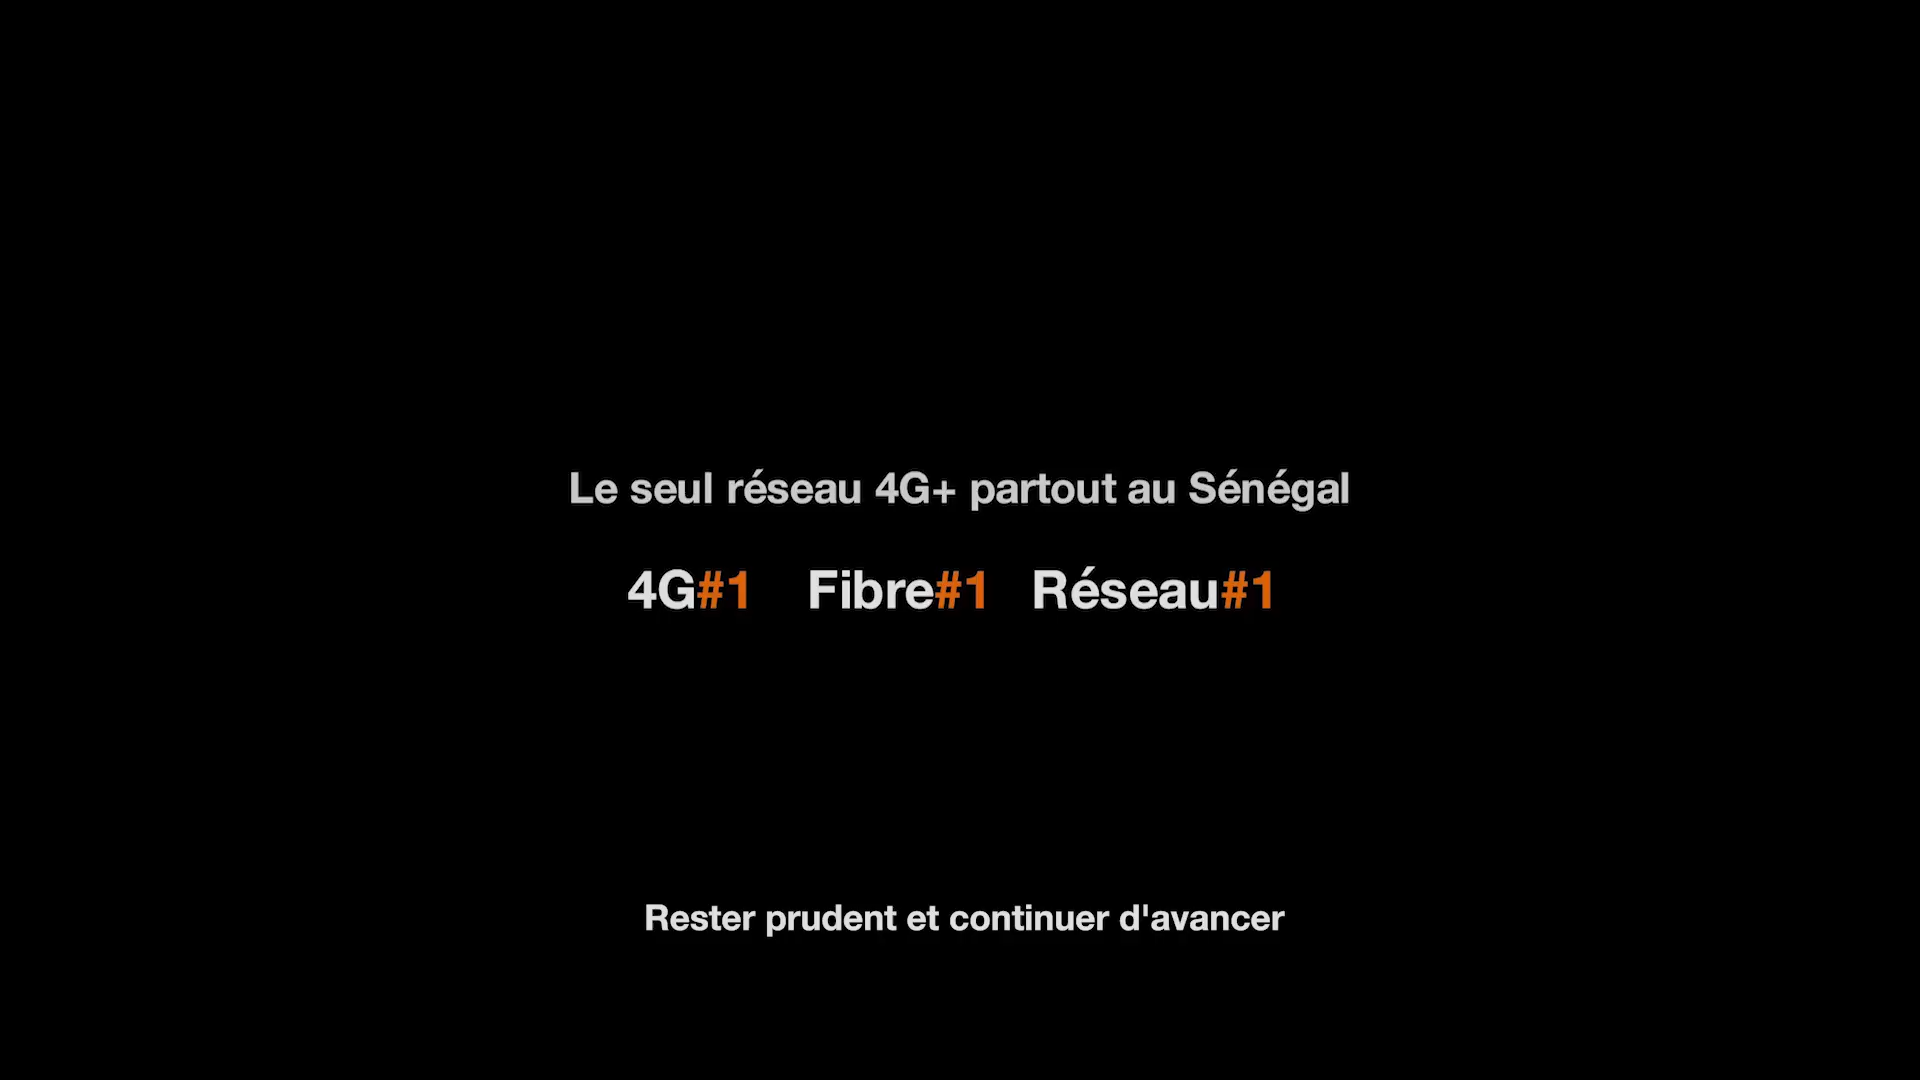 Le seul réseau 4G+ partout au Sénégal
4G#1 Fibre#1 Réseau#1
Rester prudent et continuer d'avancer